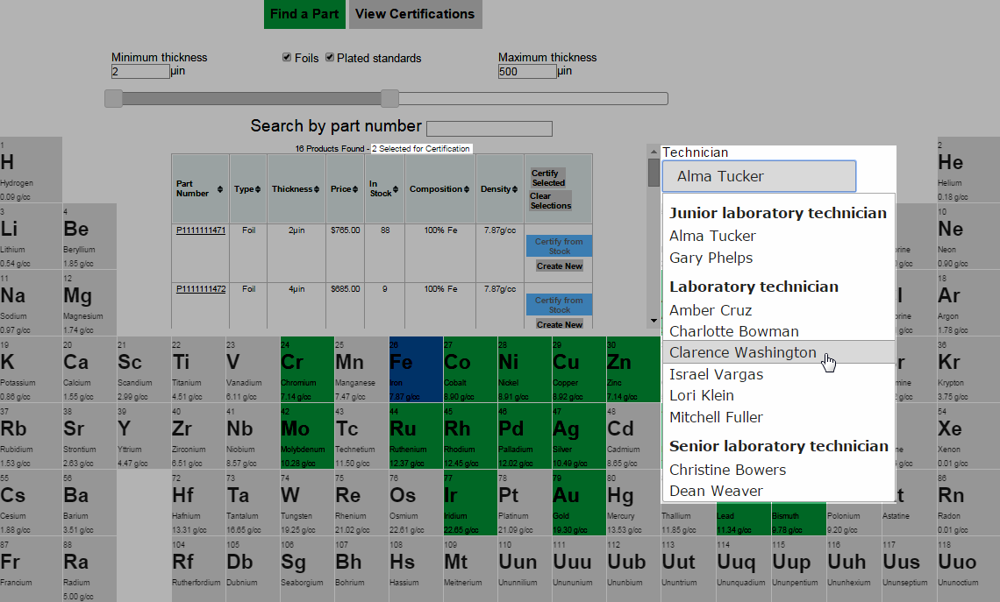 Find a Part View Certifications
Minimum thickness Foils Plated standards Maximum thickness
2 µin 500 µin
Search by part number
16 Products Found - 2 Selected for Certification
Part Number Type Thickness Price In Stock Composition Density Certify Selected Clear Selections
P1111111471 Foil 2µin $765.00 88 100% Fe 7.87g/cc Certify from Stock
Create New
P1111111472 Foil 4µin $685.00 9 100% Fe 7.87g/cc Certify from Stock
Create New
Technician
Alma Tucker
Junior laboratory technician
Alma Tucker
Gary Phelps
Laboratory technician
Amber Cruz
Charlotte Bowman
Clarence Washington
Israel Vargas
Lori Klein
Mitchell Fuller
Senior laboratory technician
Christine Bowers
Dean Weaver
1 2
H He
Hydrogen Helium
0.09 g/cc 0.18 g/cc
3 4 10
Li Be Ne
Lithium Beryllium Neon
0.54 g/cc 1.85 g/cc 0.90 g/cc
11 12 18
Na Mg Ar
Sodium Magnesium Argon
0.97 g/cc 1.74 g/cc 1.78 g/cc
19 20 21 22 23 24 25 26 27 28 29 30 36
K Ca Sc Ti V Cr Mn Fe Co Ni Cu Zn Kr
Potassium Calcium Scandium Titanium Vanadium Chromium Manganese Iron Cobalt Nickel Copper Zinc Krypton
0.86 g/cc 1.55 g/cc 2.99 g/cc 4.51 g/cc 6.11 g/cc 7.14 g/cc 7.47 g/cc 7.87 g/cc 8.90 g/cc 8.91 g/cc 8.92 g/cc 7.14 g/cc 3.75 g/cc
37 38 39 40 41 42 43 44 45 46 47 48 54
Rb Sr Y Zr Nb Mo Tc Ru Rh Pd Ag Cd Xe
Rubidium Strontium Yttrium Zirconium Niobium Molybdenum Technetium Ruthenium Rhodium Palladium Silver Cadmium Xenon
1.53 g/cc 2.63 g/cc 4.47 g/cc 6.51 g/cc 8.57 g/cc 10.28 g/cc 11.50 g/cc 12.37 g/cc 12.45 g/cc 12.02 g/cc 10.49 g/cc 8.65 g/cc 0.01 g/cc
55 56 72 73 74 75 76 77 78 79 80 86
Cs Ba Hf Ta W Re Os Ir Pt Au Hg Rn
Cesium Barium Hafnium Tantalum Tungsten Rhenium Osmium Iridium Platinum Gold Mercury Thallium Lead Bismuth Polonium Astatine Radon
1.88 g/cc 3.51 g/cc 13.31 g/cc 16.65 g/cc 19.25 g/cc 21.02 g/cc 22.61 g/cc 22.65 g/cc 21.09 g/cc 19.30 g/cc 13.53 g/cc 11.85 g/cc 11.34 g/cc 9.78 g/cc 9.20 g/cc 0.01 g/cc
87 88 104 105 106 107 108 109 110 111 112 113 114 115 116 117 118
Fr Ra Rf Db Sg Bh Hs Mt Uun Uuu Uub Uut Uuq Uup Uuh Uus Uuo
Francium Radium Rutherfordium Dubnium Seaborgium Bohrium Hassium Meitnerium Ununnilium Unununium Ununbium Ununtrium Ununquadium Ununpentium Ununhexium Ununseptium Ununoctium
5.00 g/cc